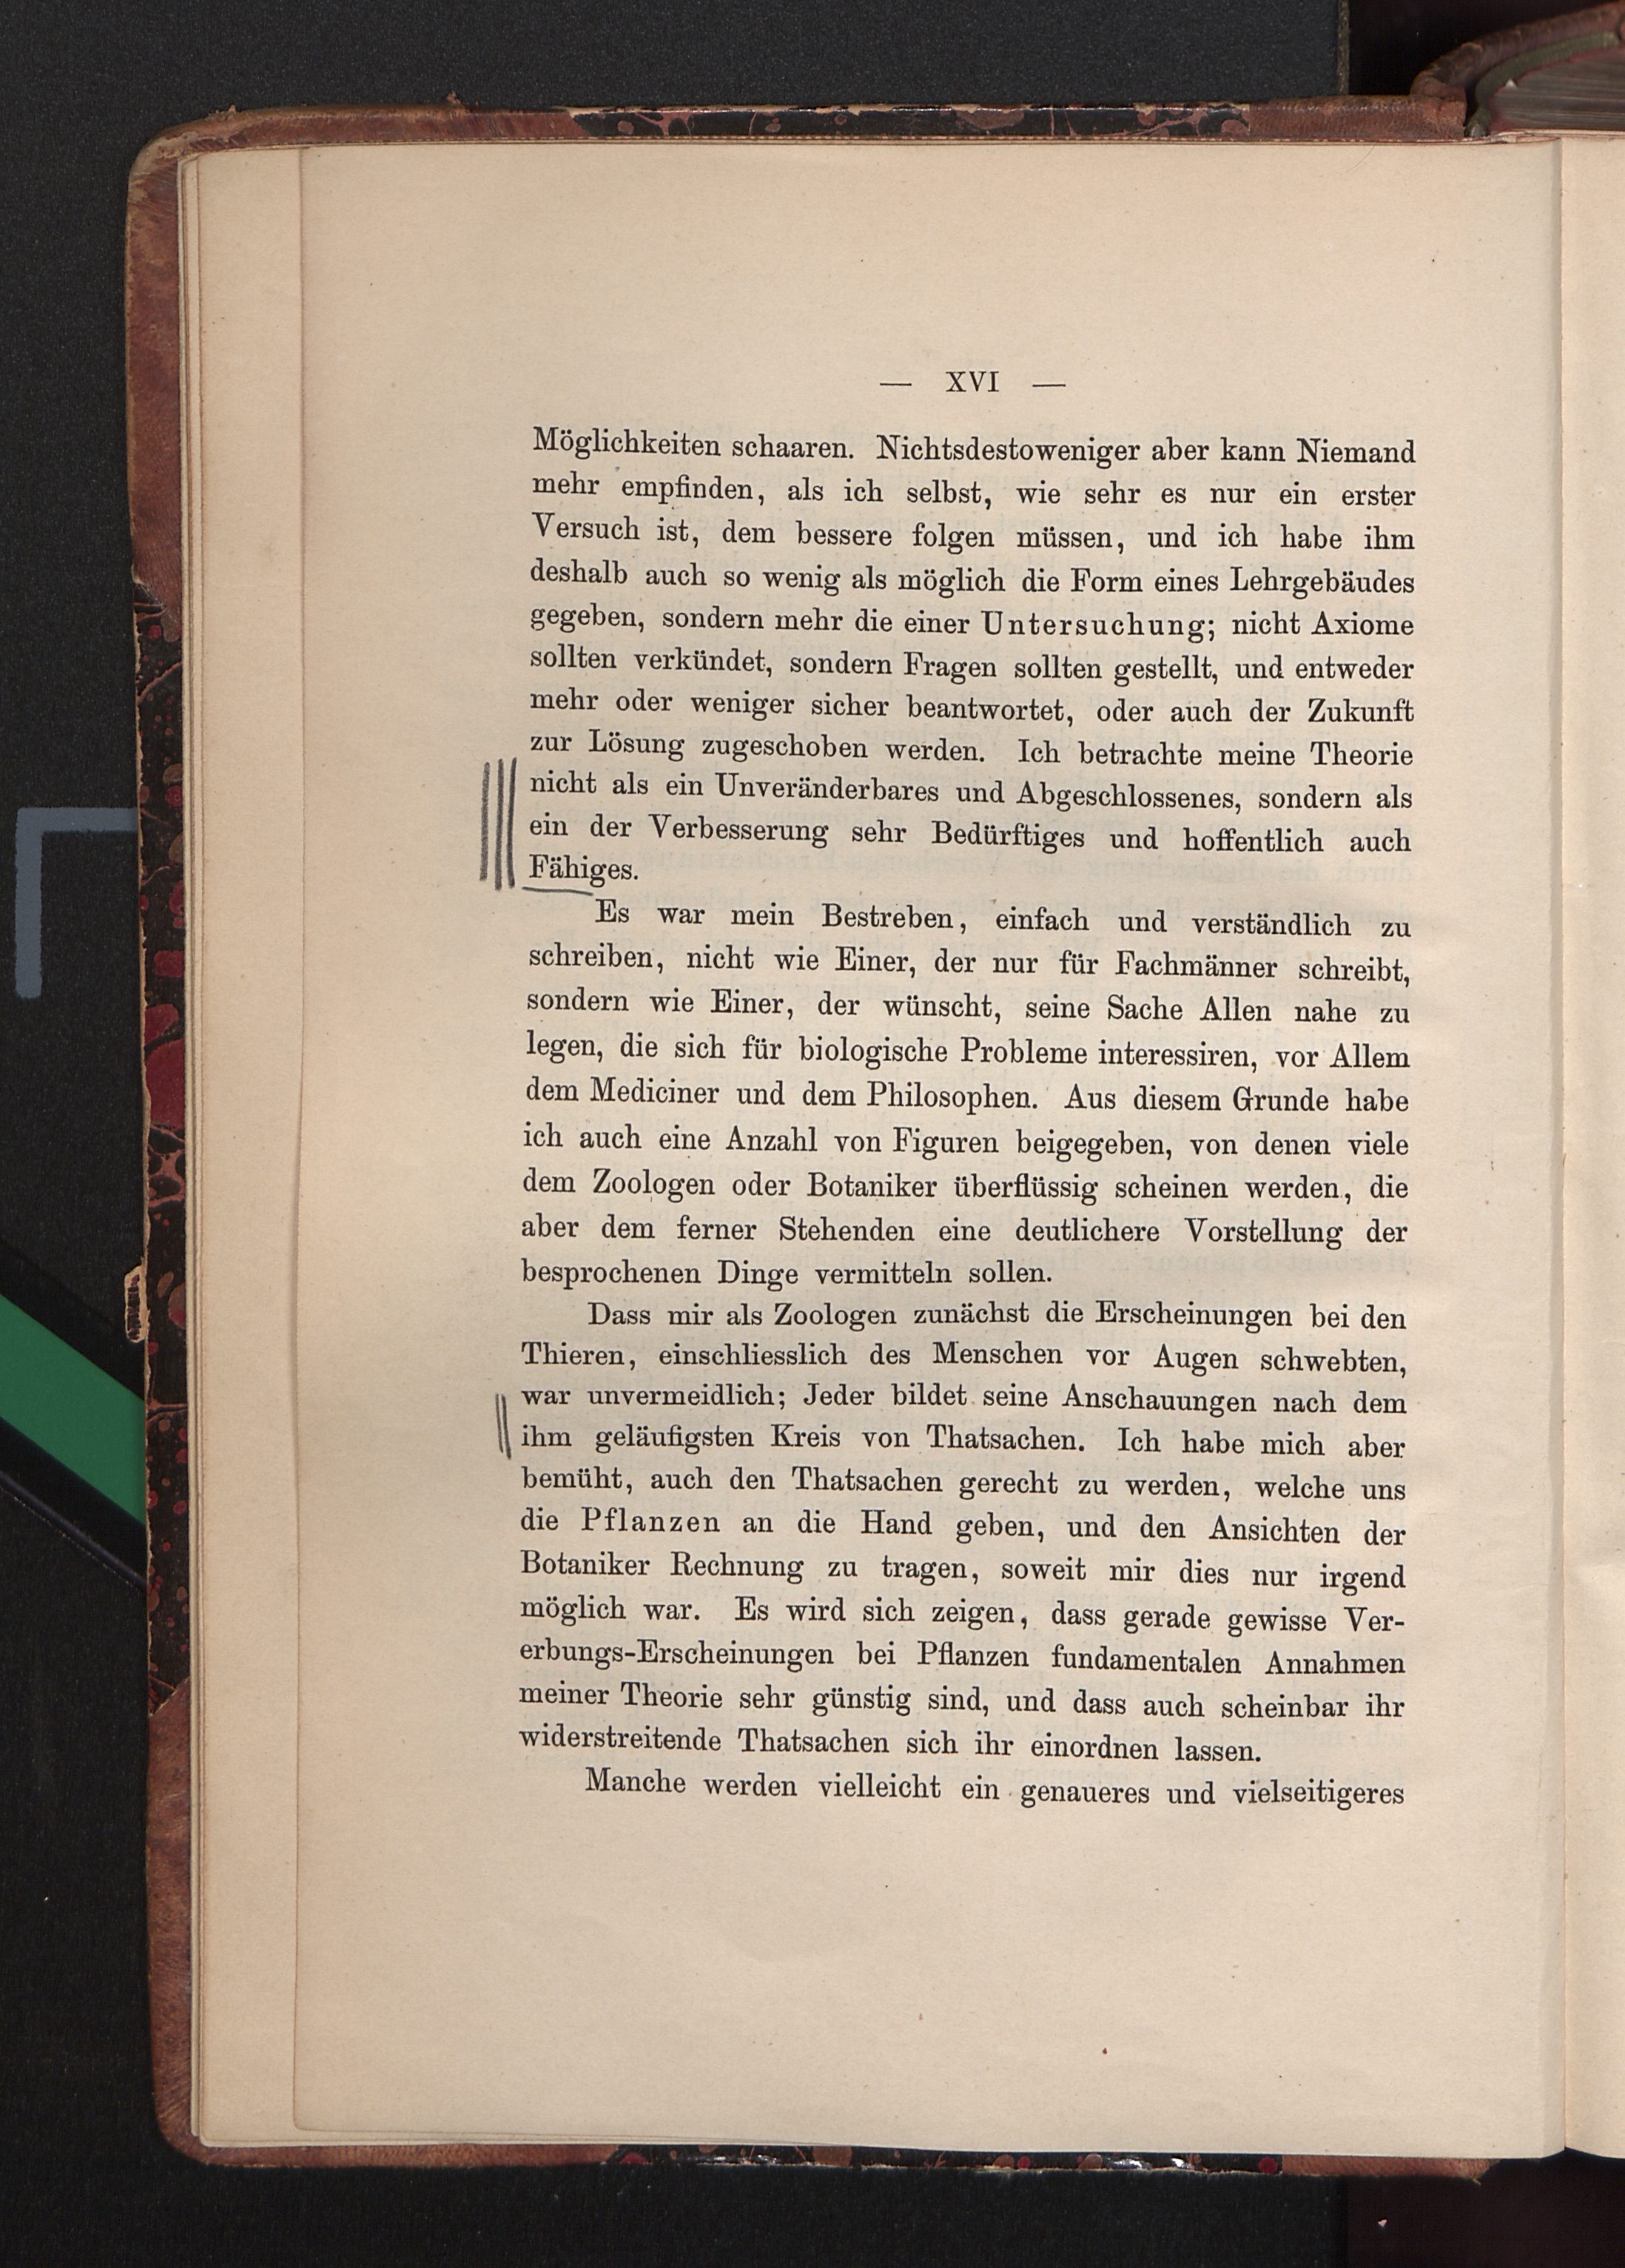 — XVI —
Möglichkeiten schaaren. Nichtsdestoweniger aber kann Niemand
mehr empfinden, als ich selbst, wie sehr es nur ein erster
Versuch ist, dem bessere folgen müssen, und ich habe ihm
deshalb auch so wenig als möglich die Form eines Lehrgebäudes
gegeben, sondern mehr die einer Untersuchung; nicht Axiome
sollten verkündet, sondern Fragen sollten gestellt, und entweder
mehr oder weniger sicher beantwortet, oder auch der Zukunft
zur Lösung zugeschoben werden. Ich betrachte meine Theorie
nicht als ein Unveränderbares und Abgeschlossenes, sondern als
ein der Verbesserung sehr Bedürftiges und hoffentlich auch
Fähiges.
Es war mein Bestreben, einfach und verständlich zu
schreiben, nicht wie Einer, der nur für Fachmänner schreibt,
sondern wie Einer, der wünscht, seine Sache Allen nahe zu
legen, die sich für biologische Probleme interessiren, vor Allem
dem Mediciner und dem Philosophen. Aus diesem Grunde habe
ich auch eine Anzahl von Figuren beigegeben, von denen viele
dem Zoologen oder Botaniker überflüssig scheinen werden, die
aber dem ferner Stehenden eine deutlichere Vorstellung der
besprochenen Dinge vermitteln sollen.
Dass mir als Zoologen zunächst die Erscheinungen bei den
Thieren, einschliesslich des Menschen vor Augen schwebten,
war unvermeidlich; Jeder bildet seine Anschauungen nach dem
ihm geläufigsten Kreis von Thatsachen. Ich habe mich aber
bemüht, auch den Thatsachen gerecht zu werden, welche uns
die Pflanzen an die Hand geben, und den Ansichten der
Botaniker Rechnung zu tragen, soweit mir dies nur irgend
möglich war. Es wird sich zeigen, dass gerade gewisse Ver-
erbungs-Erscheinungen bei Pflanzen fundamentalen Annahmen
meiner Theorie sehr günstig sind, und dass auch scheinbar ihr
widerstreitende Thatsachen sich ihr einordnen lassen.
Manche werden vielleicht ein genaueres und vielseitigeres